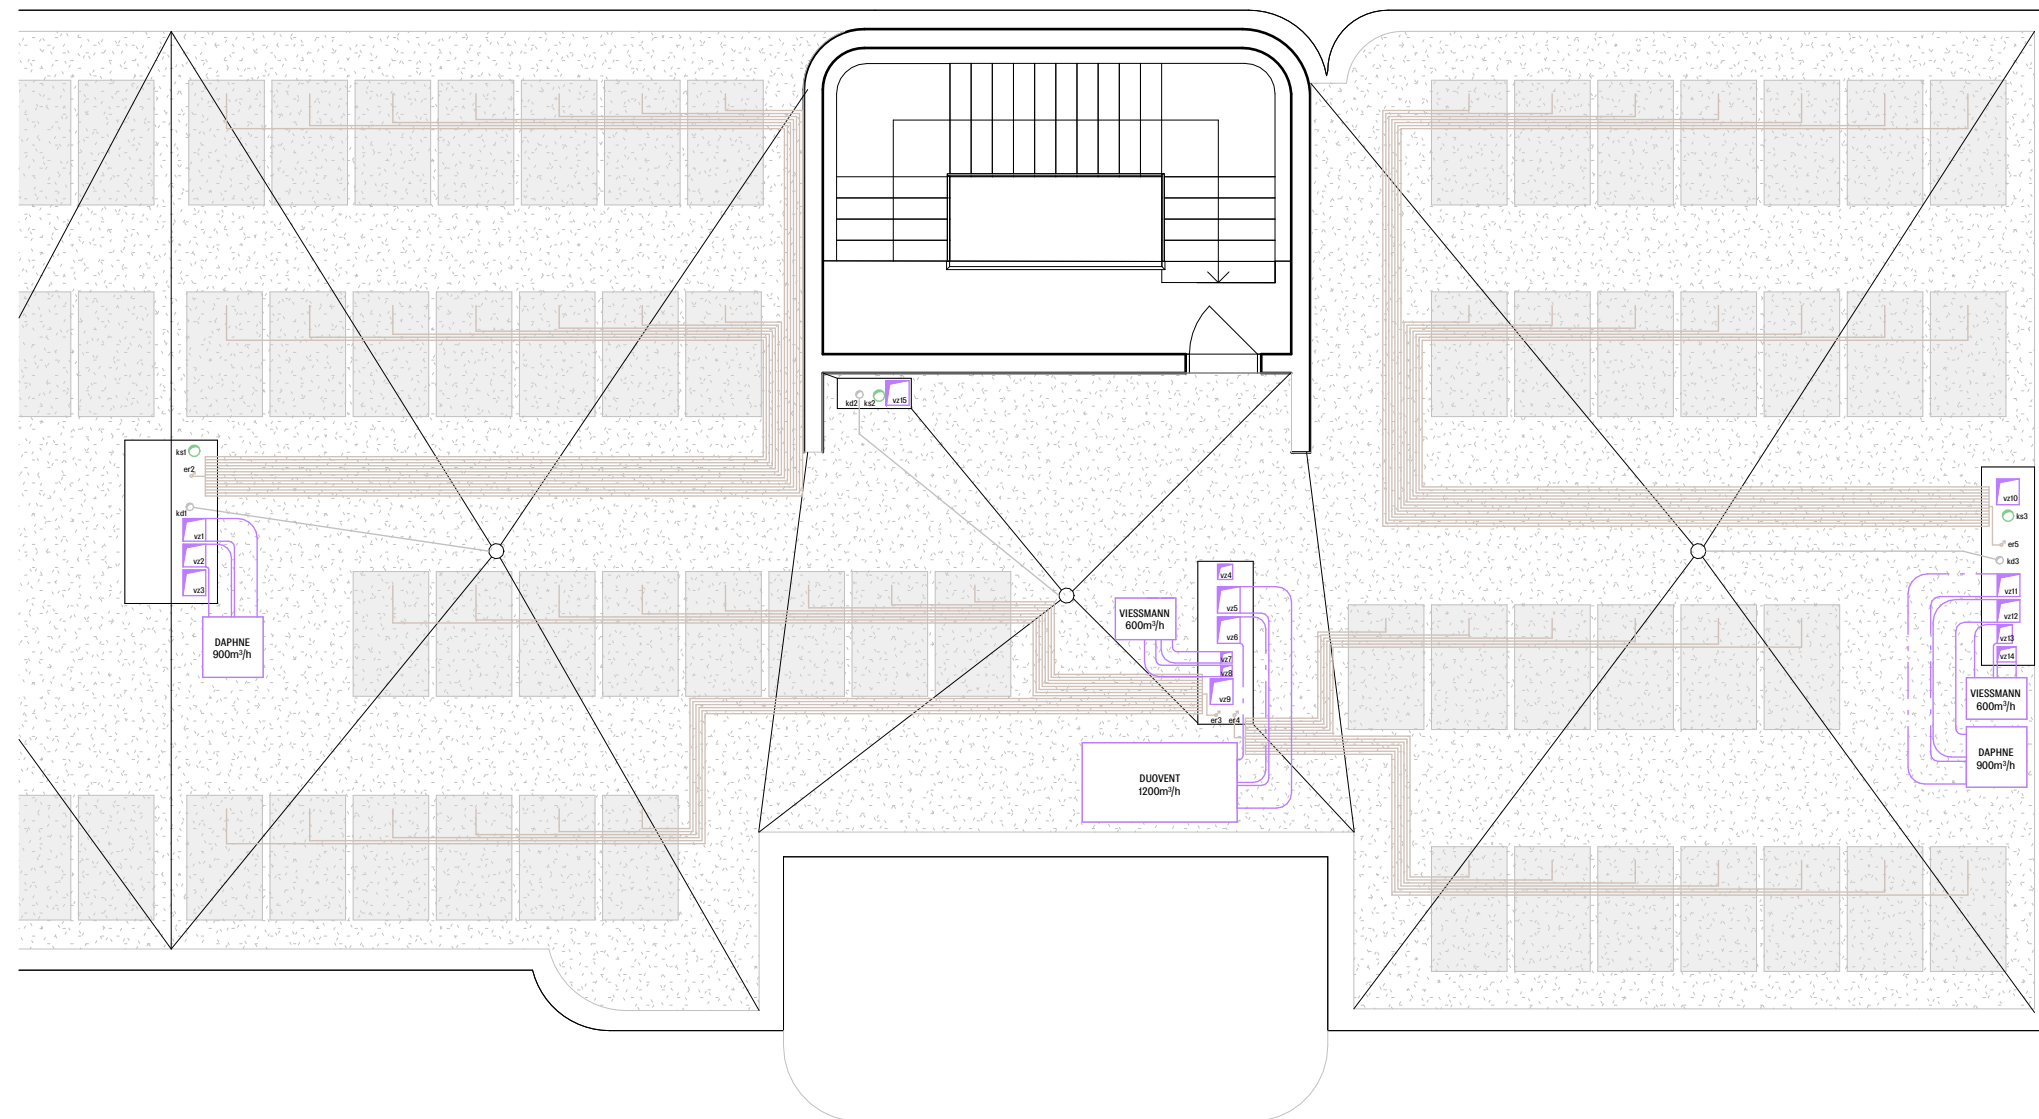 kd2
ks2
vz15
ks1
er2
kd1
vz1
vz2
vz3
DAPHNE
900m³/h
VIESSMANN
600m³/h
vz4
vz5
vz6
vz7
vz8
vz9
er3
er4
DUOVENT
1200m³/h
vz10
ks3
er5
kd3
vz11
vz12
vz13
vz14
VIESSMANN
600m³/h
DAPHNE
900m³/h